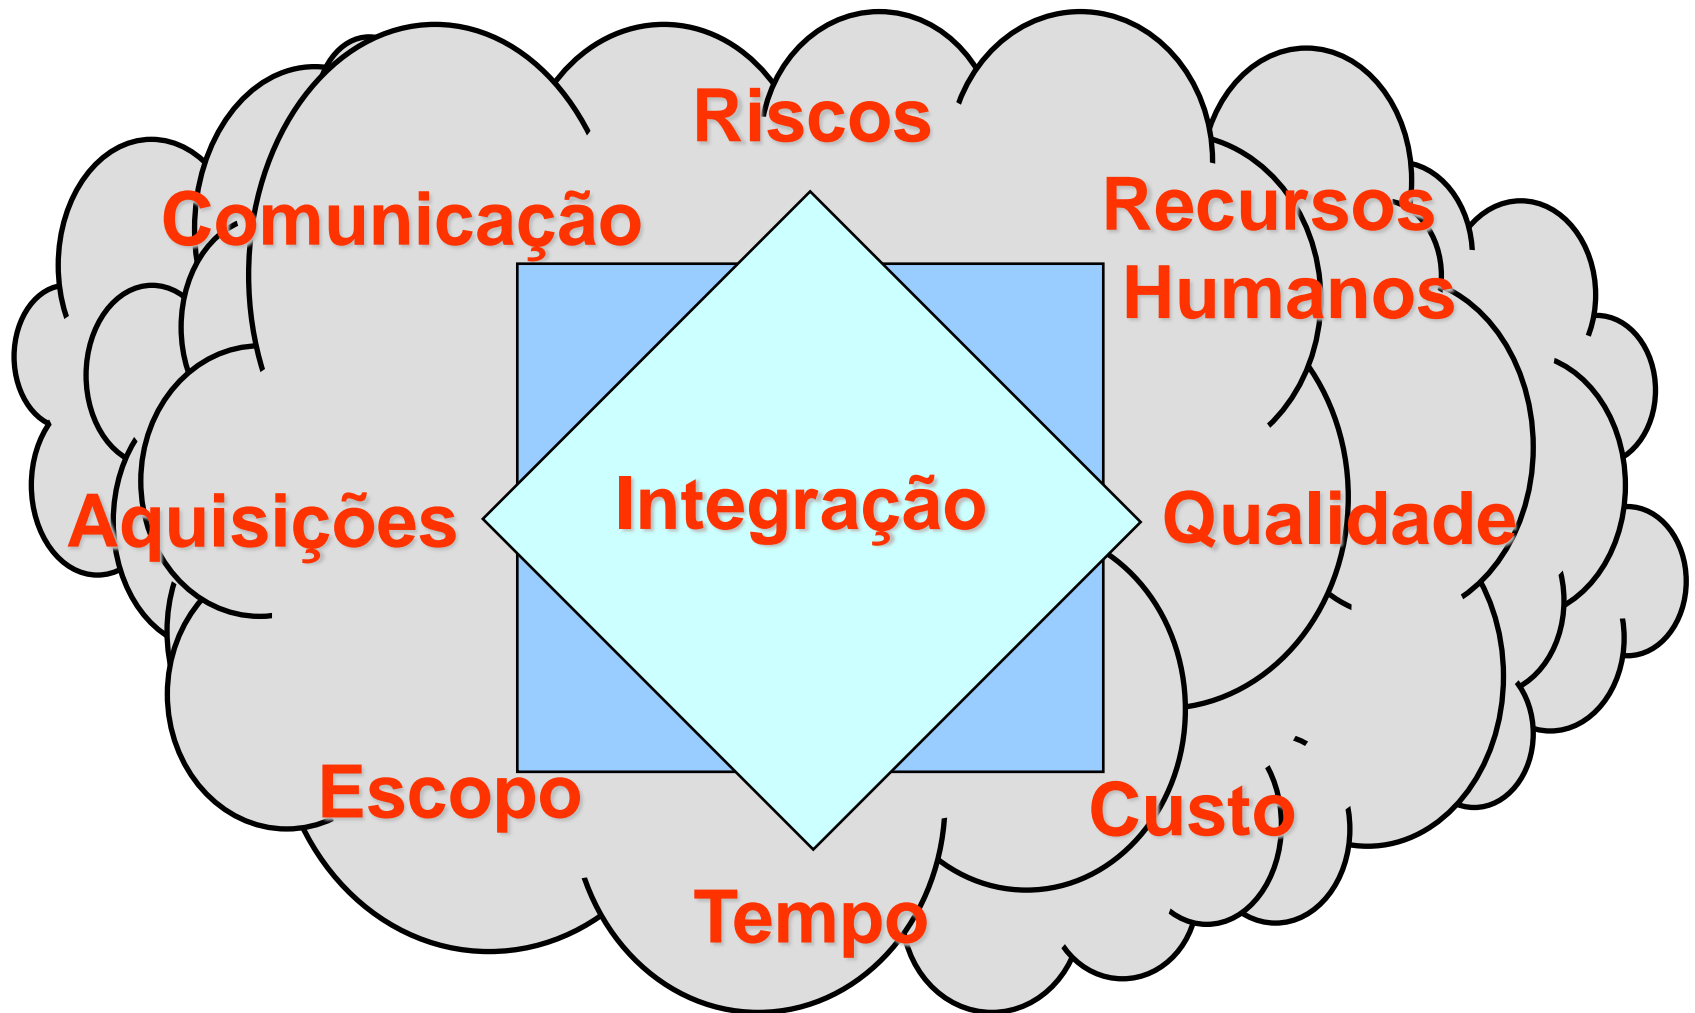 Riscos
Comunicação
Recursos
Humanos
Aquisições
Integração
Qualidade
Escopo
Custo
Tempo